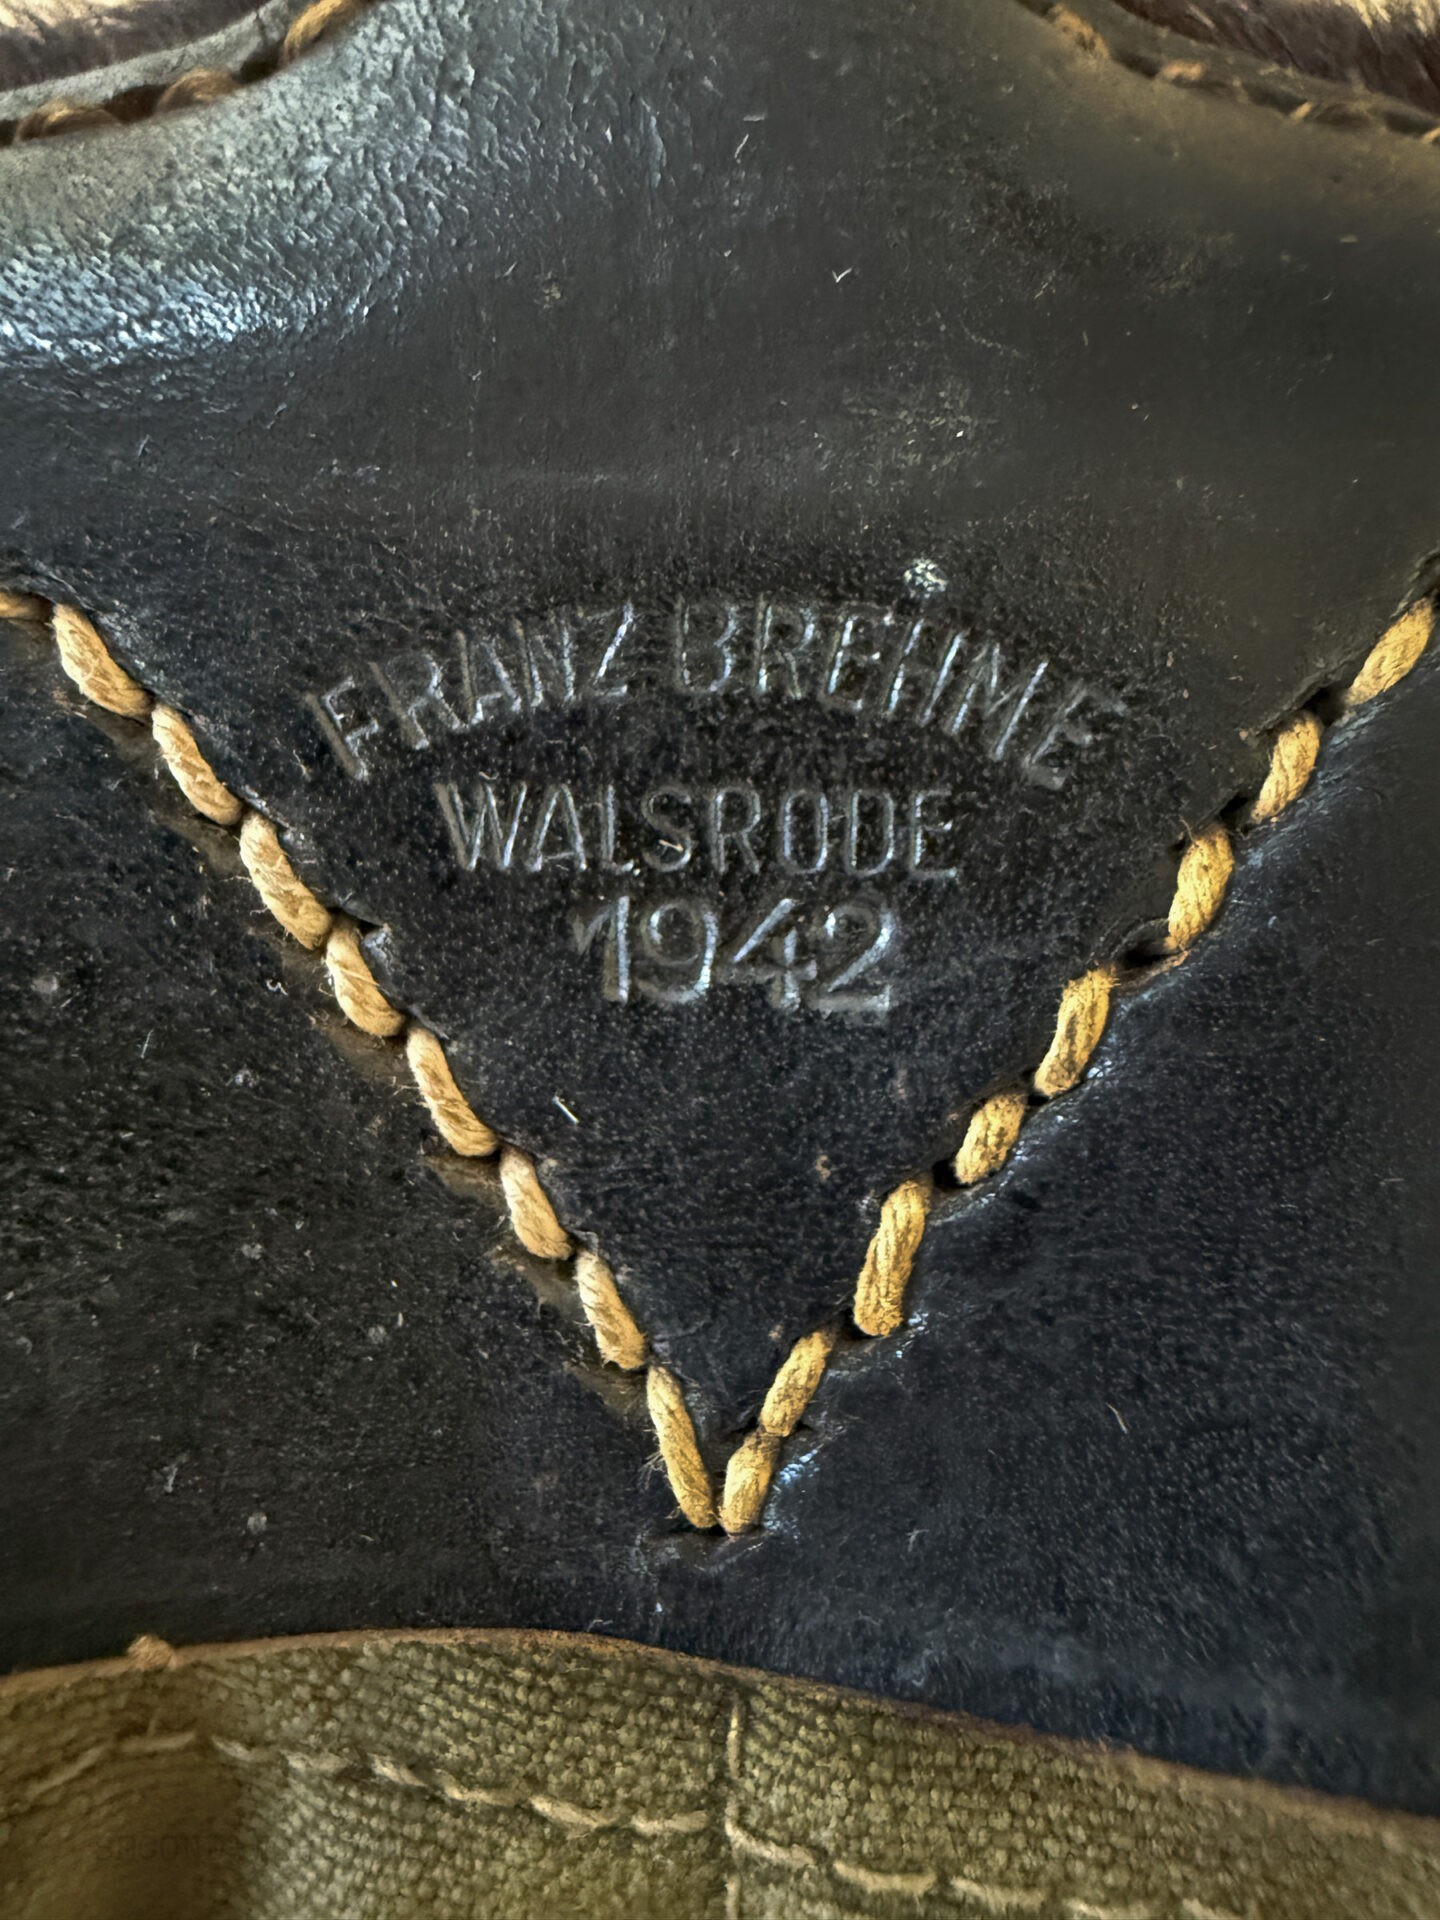 FRANZ BREHME
WALSRODE
1942